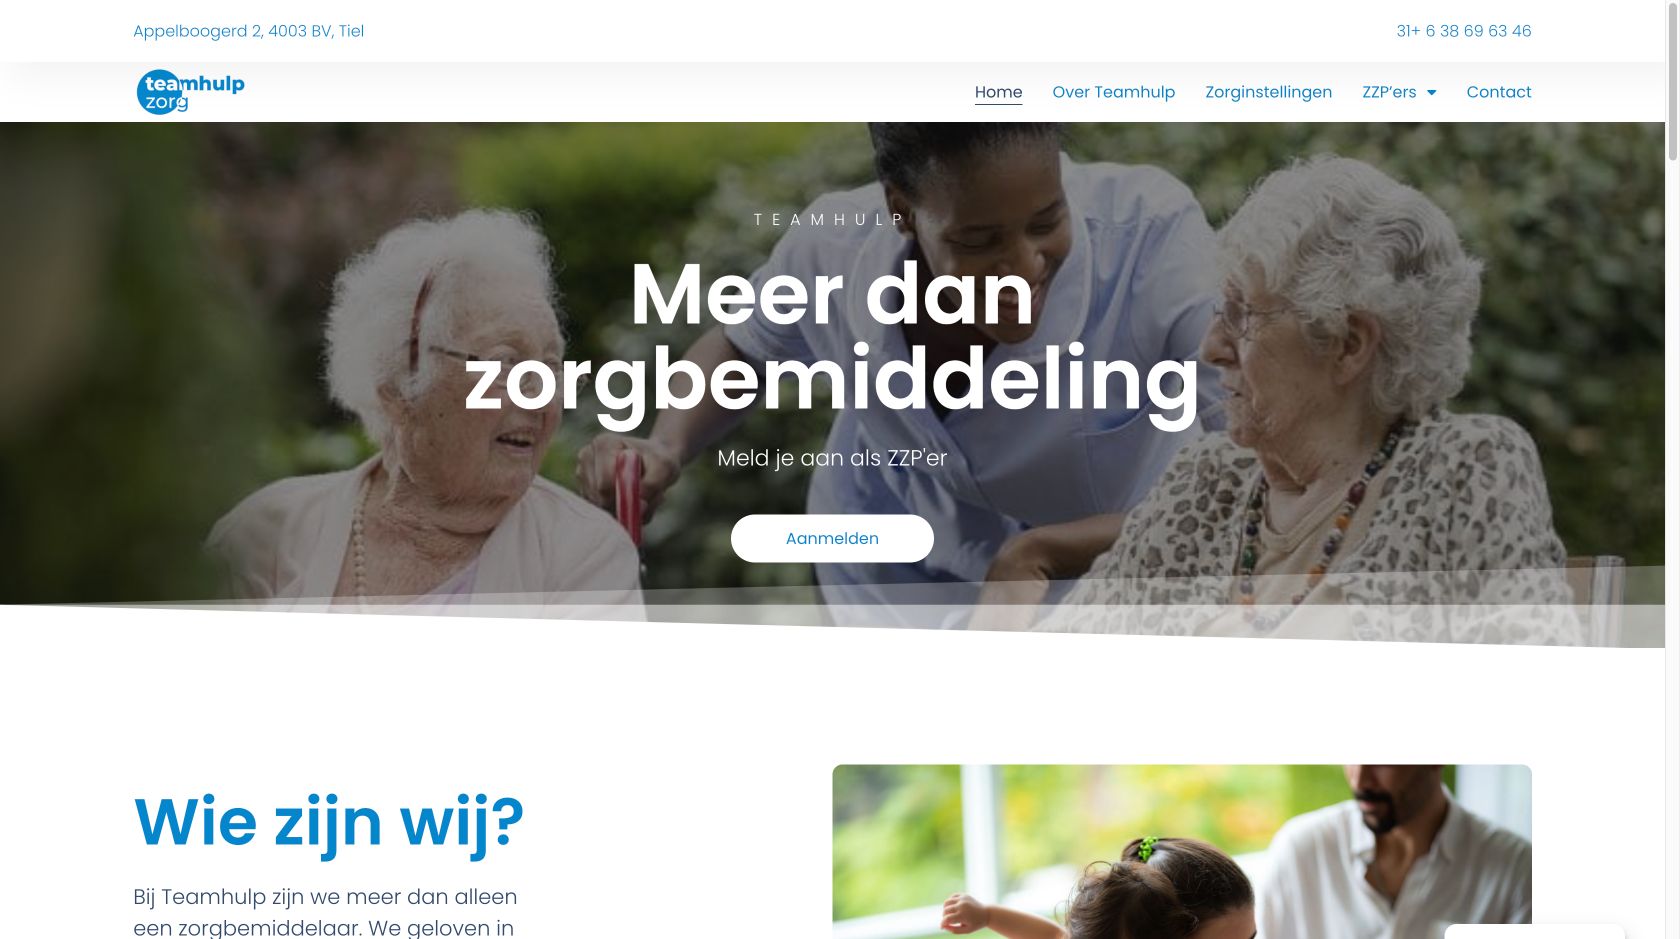 Appelboogerd 2, 4003 BV, Tiel
31+ 6 38 69 63 46
teamhulp
zorg
Home
Over Teamhulp
Zorginstellingen
ZZP’ers
Contact
TEAMHULP
Meer dan
zorgbemiddeling
Meld je aan als ZZP'er
Aanmelden
Wie zijn wij?
Bij Teamhulp zijn we meer dan alleen
een zorgbemiddelaar. We geloven in